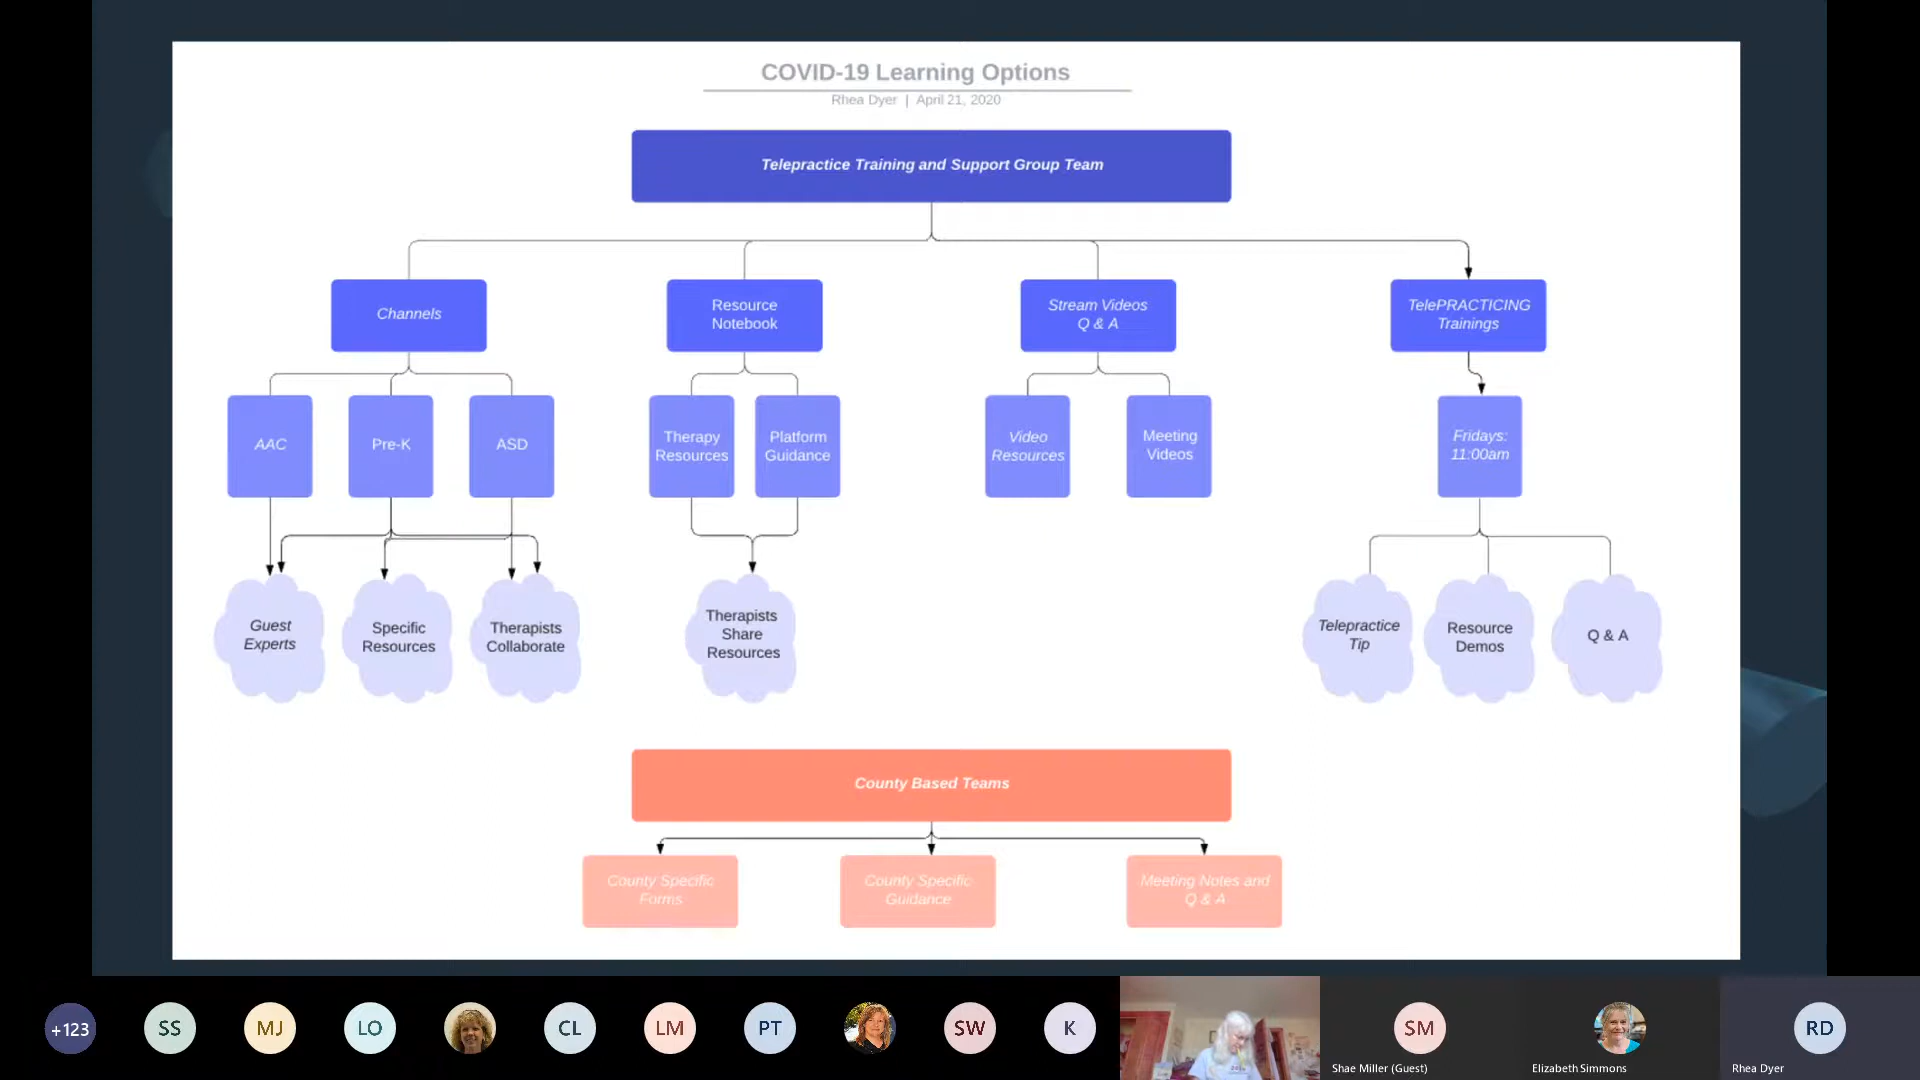 COVID-19 Learning Options
Rhea Dyer | April 21, 2020
Telepractice Training and Support Group Team
Channels
Resource
Notebook
Stream Videos
Q & A
TelePRACTICING
Trainings
AAC
Pre-K
ASD
Therapy
Resources
Platform
Guidance
Video
Resources
Meeting
Videos
Fridays:
11:00am
Guest
Experts
Specific
Resources
Therapists
Collaborate
Therapists
Share
Resources
Telepractice
Tip
Resource
Demos
Q & A
County Based Teams
County Specific
Forms
County Specific
Guidance
Meeting Notes and
Q & A
+123
SS
MJ
LO
CL
LM
PT
SW
K
SM
Shae Miller (Guest)
Elizabeth Simmons
RD
Rhea Dyer